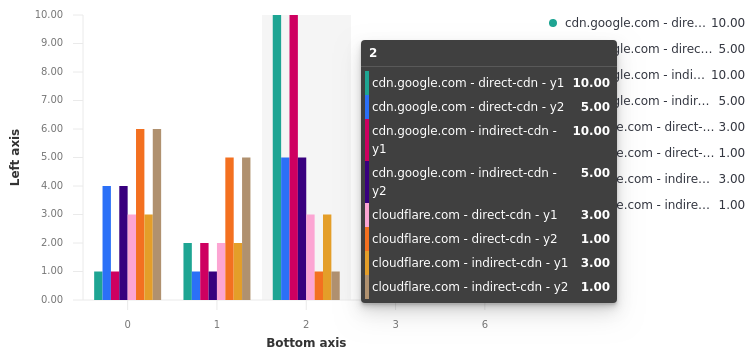 10.00
9.00
8.00
7.00
6.00
5.00
4.00
3.00
2.00
1.00
0.00
Left axis
0
1
2
3
6
Bottom axis
2
cdn.google.com - direct-cdn - y1 10.00
cdn.google.com - direct-cdn - y2 5.00
cdn.google.com - indirect-cdn - 10.00
y1
cdn.google.com - indirect-cdn - 5.00
y2
cloudflare.com - direct-cdn - y1 3.00
cloudflare.com - direct-cdn - y2 1.00
cloudflare.com - indirect-cdn - y1 3.00
cloudflare.com - indirect-cdn - y2 1.00
cdn.google.com - dire… 10.00
gle.com - direc… 5.00
gle.com - indi… 10.00
gle.com - indir… 5.00
e.com - direct-… 3.00
e.com - direct-… 1.00
e.com - indire… 3.00
e.com - indire… 1.00